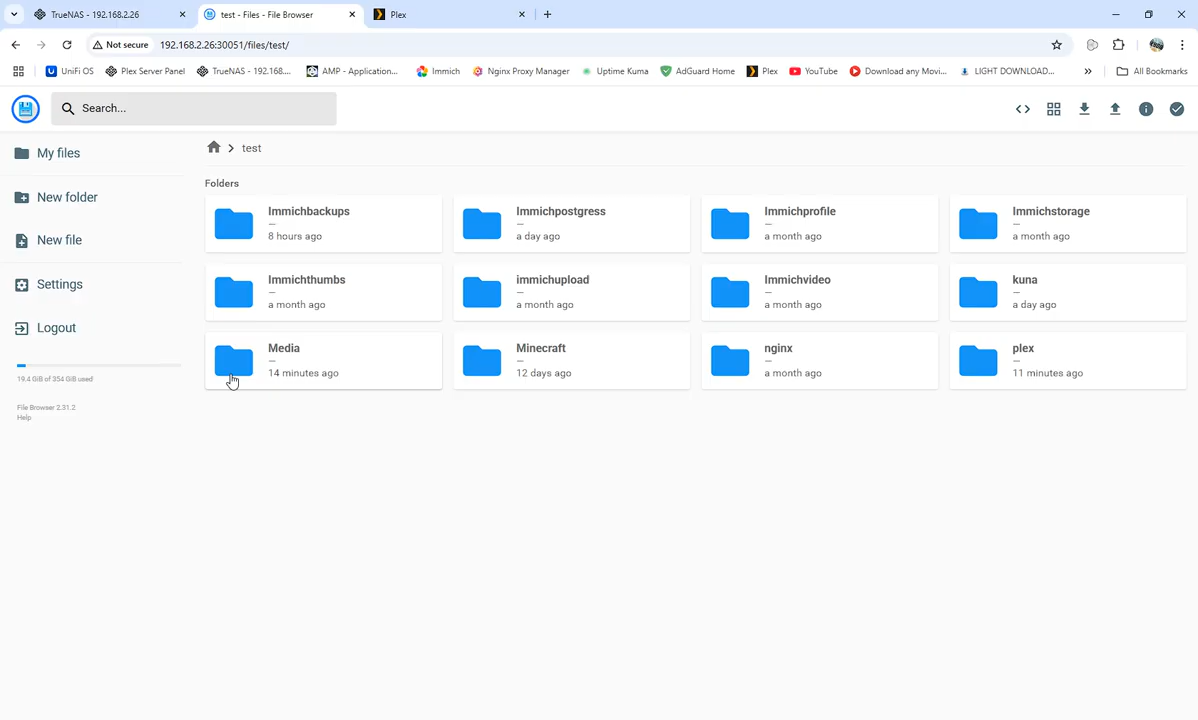 TrueNAS - 192.168.2.26
test - Files - File Browser
Plex
Not secure
192.168.2.26:30051/files/test/
UniFi OS
Plex Server Panel
TrueNAS - 192.168....
AMP - Application...
Immich
Nginx Proxy Manager
Uptime Kuma
AdGuard Home
Plex
YouTube
Download any Movi...
LIGHT DOWNLOAD...
All Bookmarks
Search...
My files
New folder
New file
Settings
Logout
19.4 GiB of 354 GiB used
File Browser 2.31.2
Help
test
Folders
Immichbackups
—
8 hours ago
Immichpostgress
—
a day ago
Immichprofile
—
a month ago
Immichstorage
—
a month ago
Immichthumbs
—
a month ago
immichupload
—
a month ago
Immichvideo
—
a month ago
kuna
—
a day ago
Media
—
14 minutes ago
Minecraft
—
12 days ago
nginx
—
a month ago
plex
—
11 minutes ago